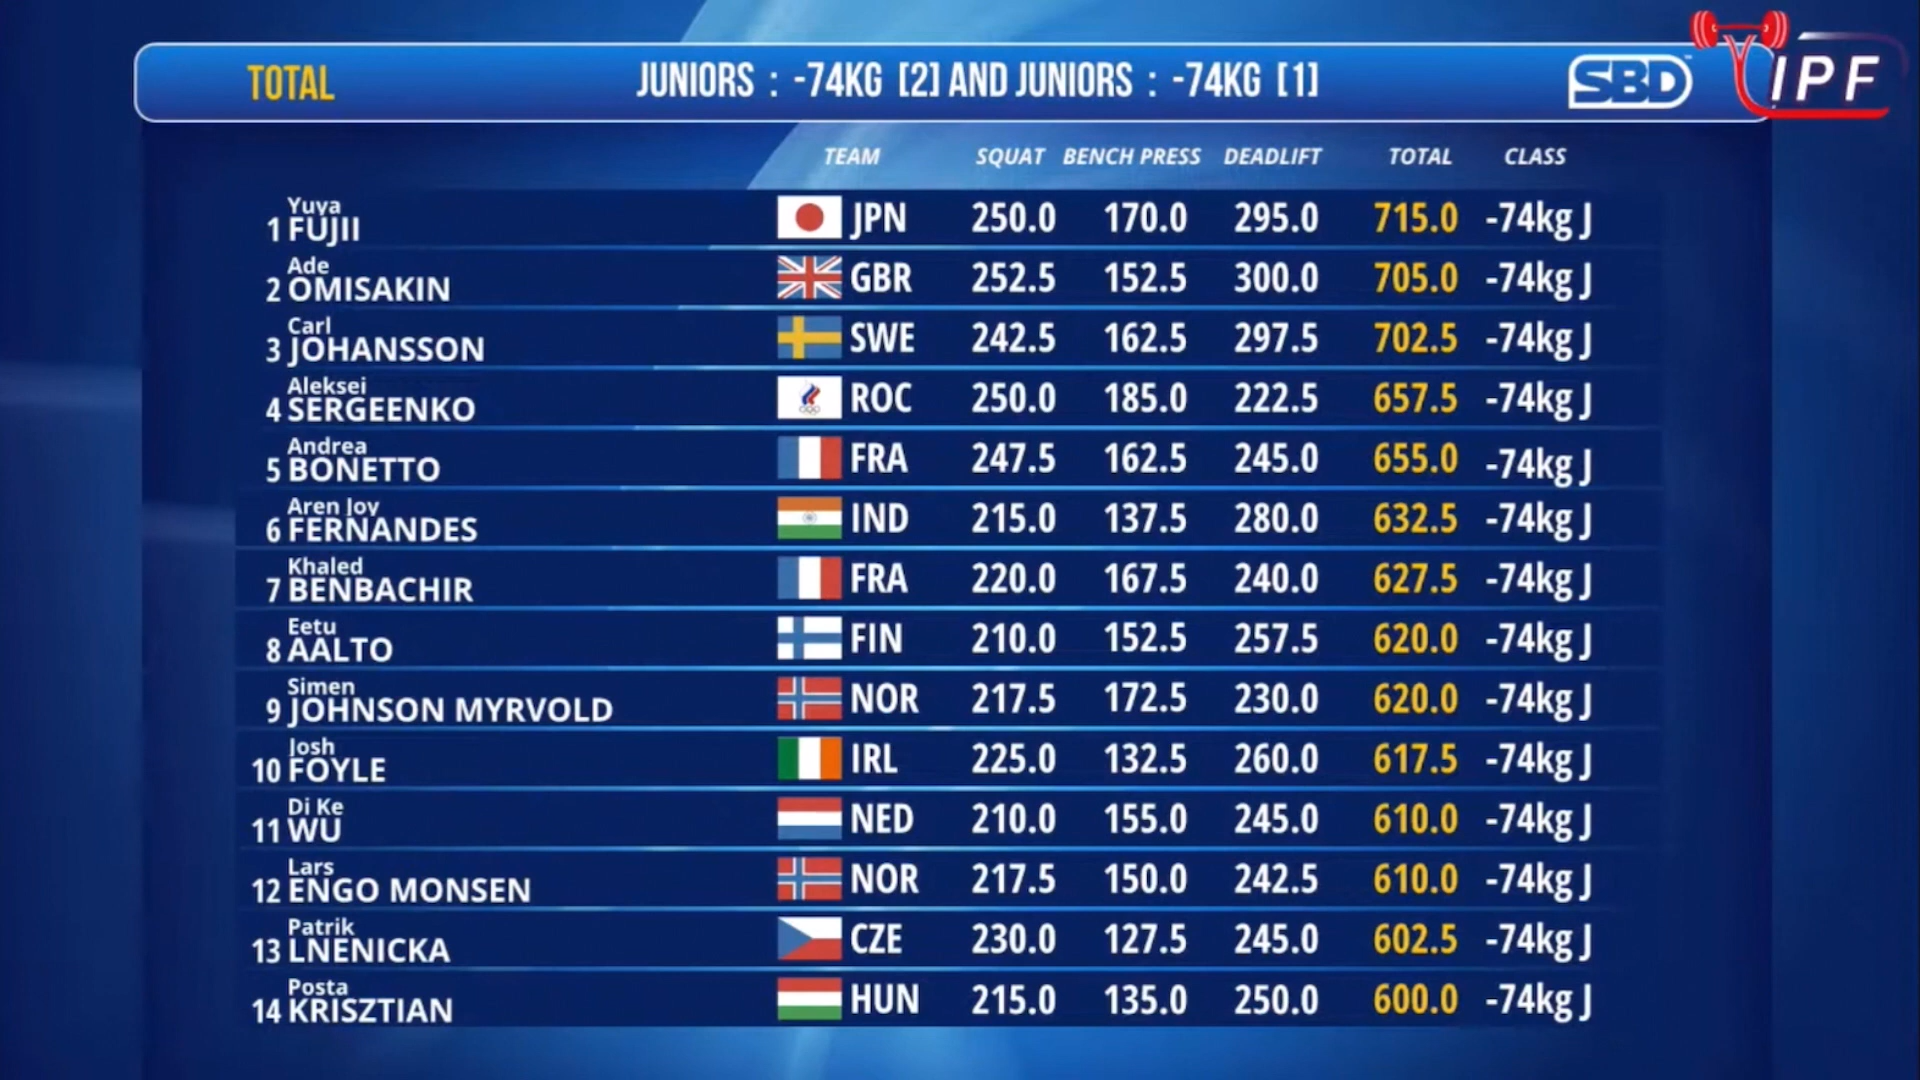 TOTAL JUNIORS : -74KG [2] AND JUNIORS : -74KG [1] SBD IPF
TEAM SQUAT BENCH PRESS DEADLIFT TOTAL CLASS
Yuya
1 FUJII JPN 250.0 170.0 295.0 715.0 -74kg J
Ade
2 OMISAKIN GBR 252.5 152.5 300.0 705.0 -74kg J
Carl
3 JOHANSSON SWE 242.5 162.5 297.5 702.5 -74kg J
Aleksei
4 SERGEENKO ROC 250.0 185.0 222.5 657.5 -74kg J
Andrea
5 BONETTO FRA 247.5 162.5 245.0 655.0 -74kg J
Aren Joy
6 FERNANDES IND 215.0 137.5 280.0 632.5 -74kg J
Khaled
7 BENBACHIR FRA 220.0 167.5 240.0 627.5 -74kg J
Eetu
8 AALTO FIN 210.0 152.5 257.5 620.0 -74kg J
Simen
9 JOHNSON MYRVOLD NOR 217.5 172.5 230.0 620.0 -74kg J
Josh
10 FOYLE IRL 225.0 132.5 260.0 617.5 -74kg J
Di Ke
11 WU NED 210.0 155.0 245.0 610.0 -74kg J
Lars
12 ENGO MONSEN NOR 217.5 150.0 242.5 610.0 -74kg J
Patrik
13 LNENICKA CZE 230.0 127.5 245.0 602.5 -74kg J
Posta
14 KRISZTIAN HUN 215.0 135.0 250.0 600.0 -74kg J